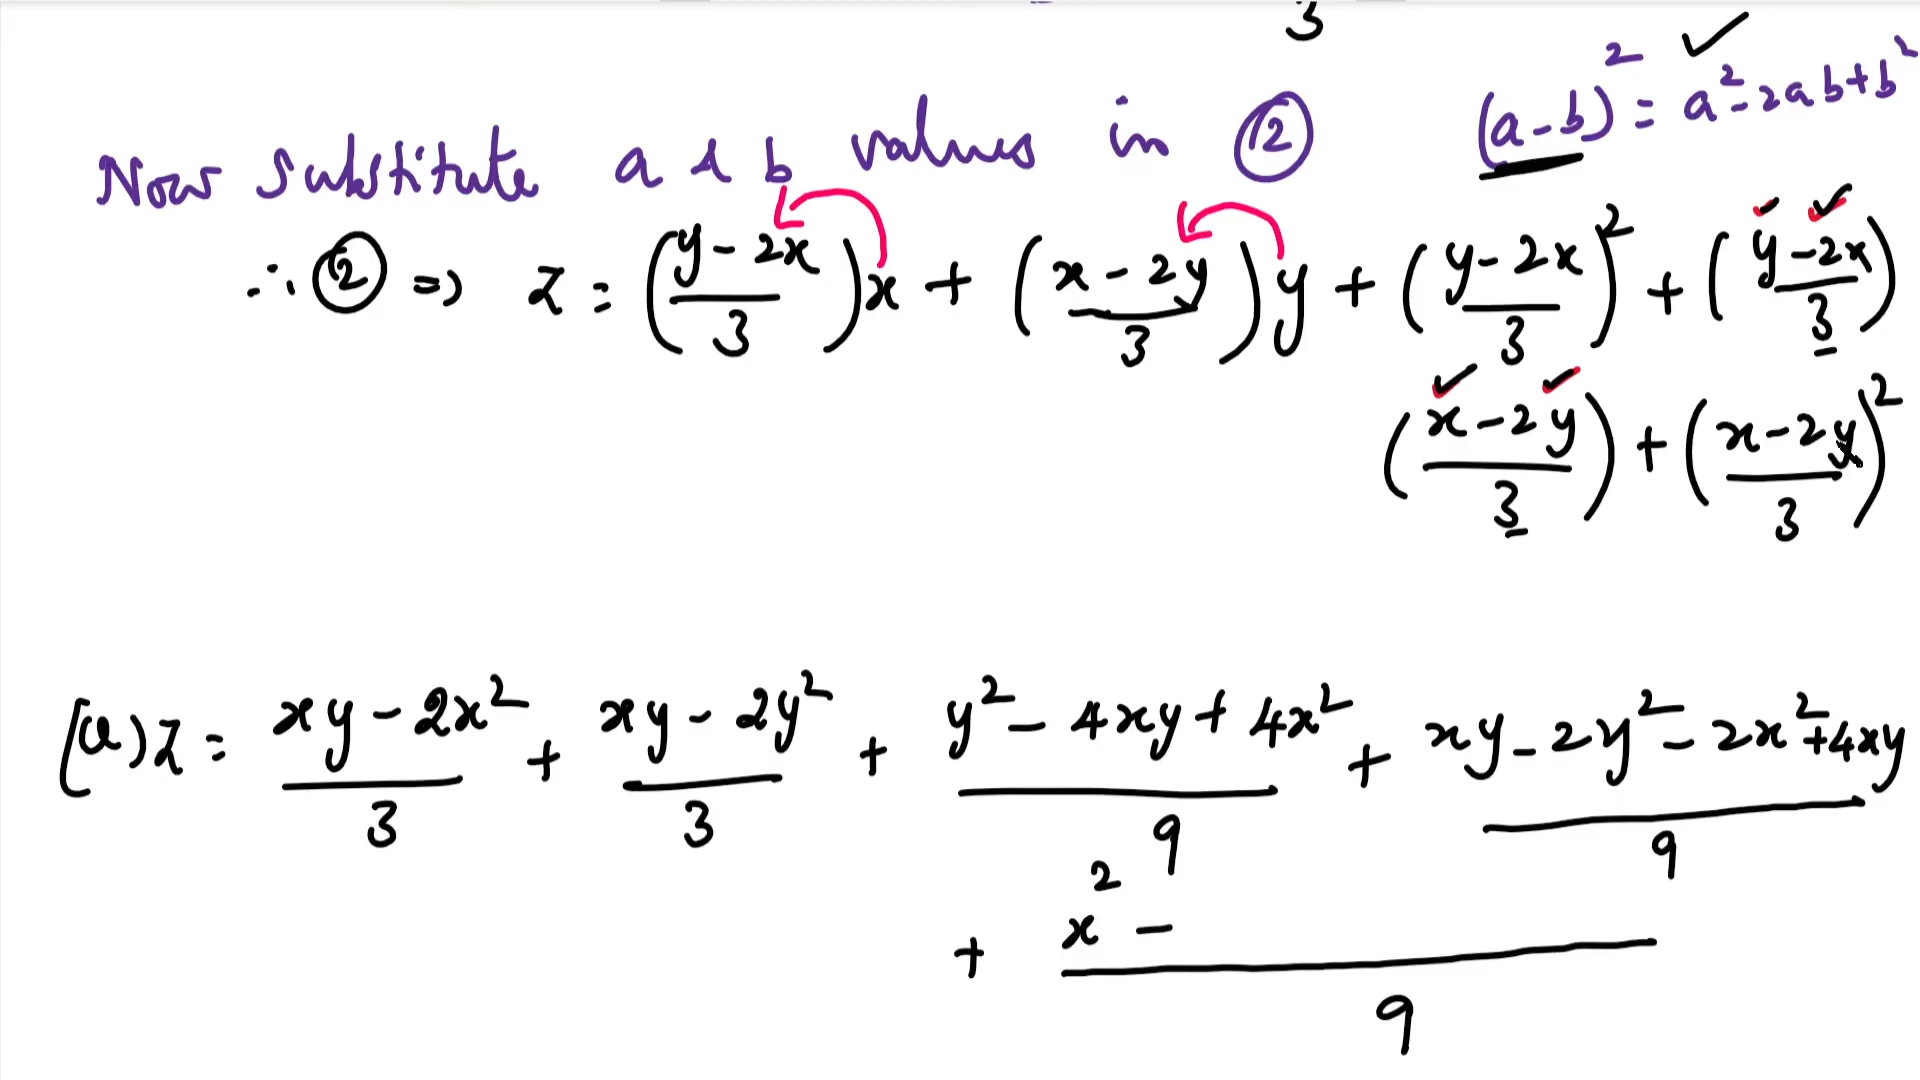 3
(a-b)² = a²-2ab+b²
Now substitute a & b values in ②
∴ ② ⇒ z = ((y-2x)/3)x + ((x-2y)/3)y + ((y-2x)/3)² + ((y-2x)/3)
((x-2y)/3) + ((x-2y)/3)²
z = (xy-2x²)/3 + (xy-2y²)/3 + (y²-4xy+4x²)/9 + (xy-2y²-2x²+4xy)/9
+ (x² - )/9